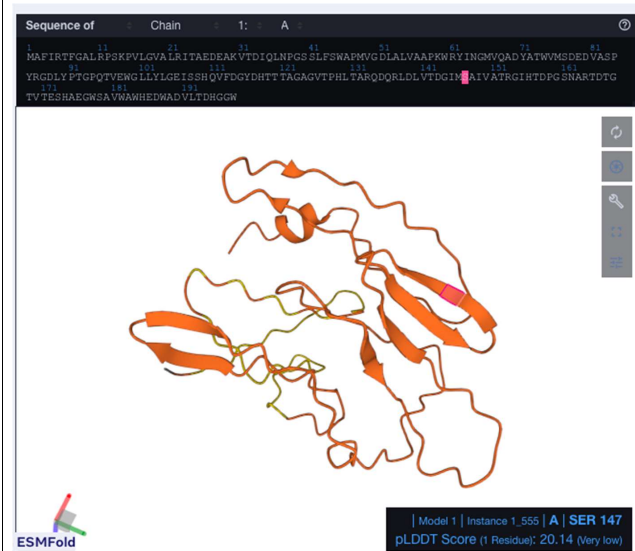 Sequence of Chain 1: A
1 11 21 31 41 51 61 71 81
MAFIRTFGALRPSKPVLGVALRITAEDEAKVTDIQLNPGSSLFSWAPMVGDLALVAAPKWRYINGMVQADYATWVMSDEDVASP
91 101 111 121 131 141 151 161
YRGDLYPTGPQTVEWGLLYLGEISSHQVFDGYDHTTTAGAGVTPHLTARQDQRLDLVTDGIMSAIVATRGIHTDPGSNARTDTG
171 181 191
TVTESHAEGWSAVWAWHEDWADVLTDHGGW
ESMFold
| Model 1 | Instance 1_555 | A | SER 147
pLDDT Score (1 Residue): 20.14 (Very low)